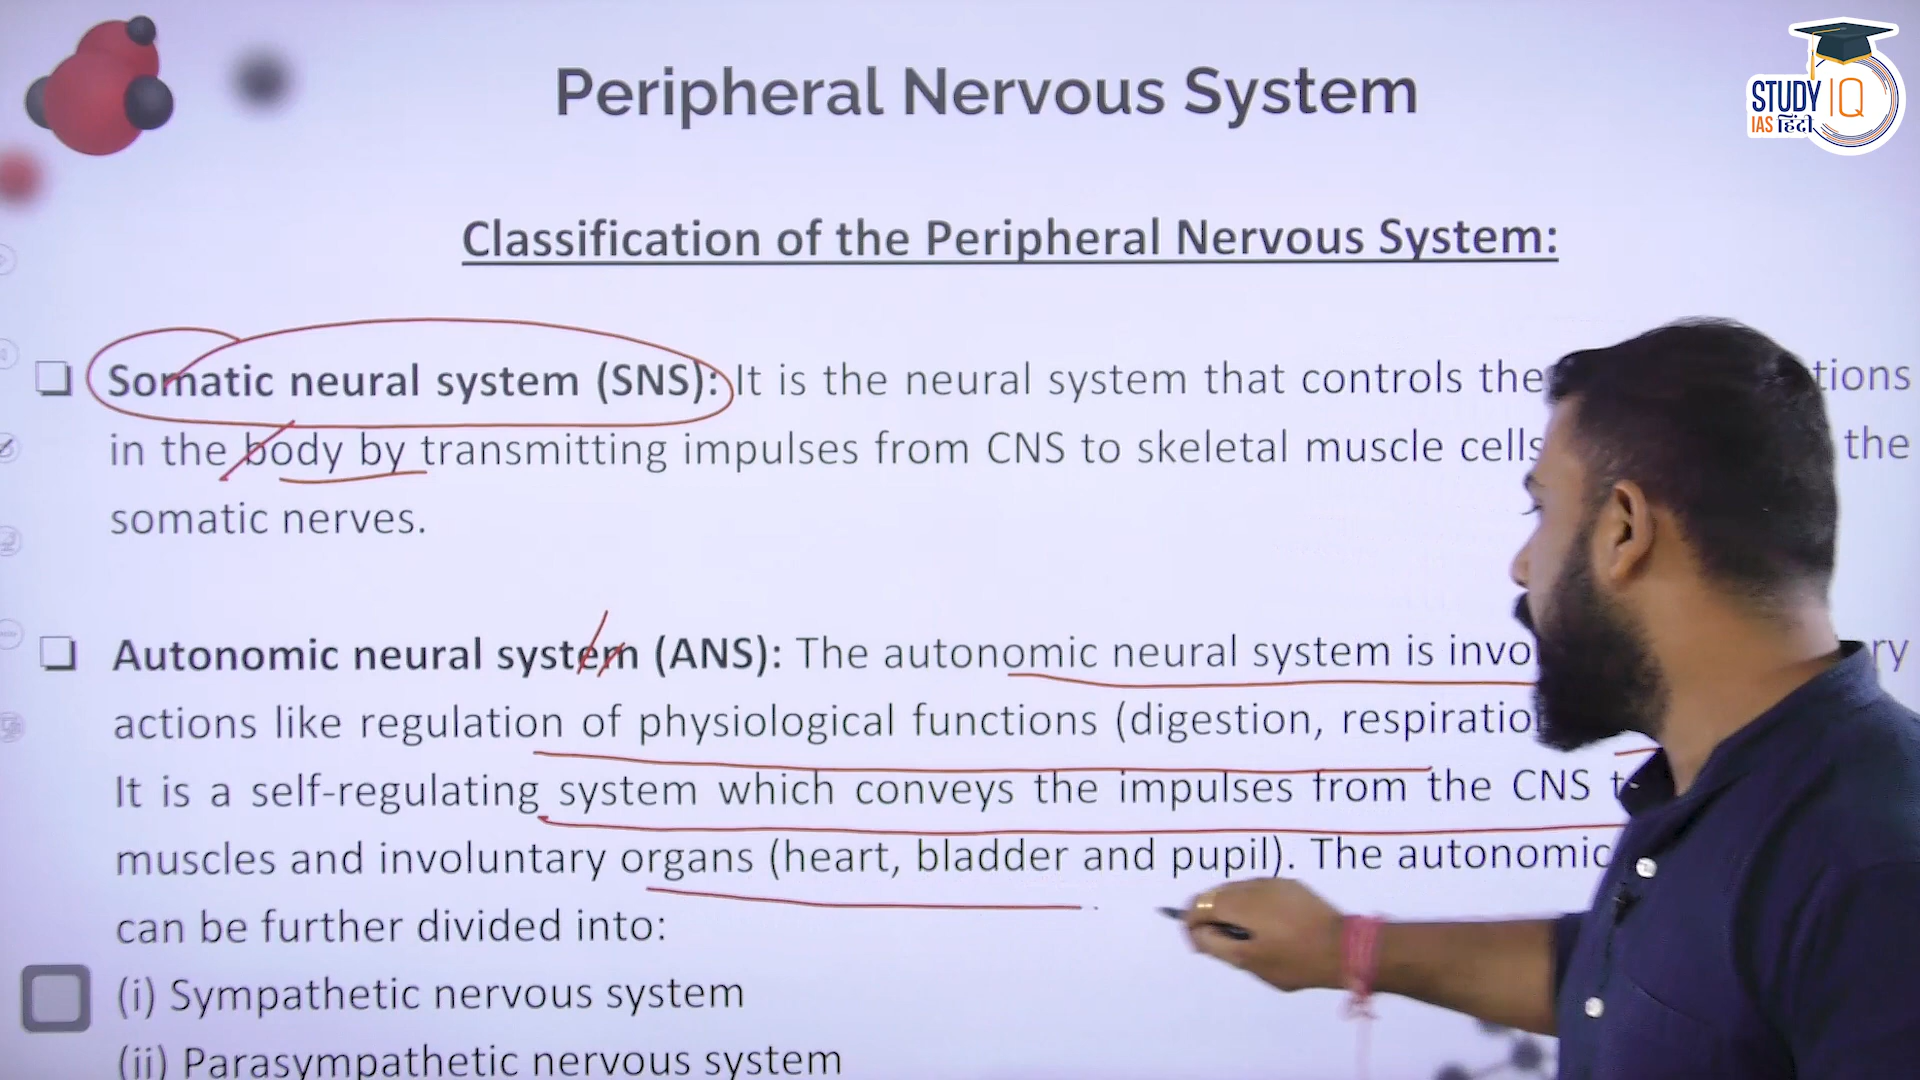 STUDY IQ
IAS हिंदी
Peripheral Nervous System
Classification of the Peripheral Nervous System:
Somatic neural system (SNS): It is the neural system that controls the tions
in the body by transmitting impulses from CNS to skeletal muscle cells the
somatic nerves.
Autonomic neural system (ANS): The autonomic neural system is invo ry
actions like regulation of physiological functions (digestion, respiratio
It is a self-regulating system which conveys the impulses from the CNS t
muscles and involuntary organs (heart, bladder and pupil). The autonomic
can be further divided into:
(i) Sympathetic nervous system
(ii) Parasympathetic nervous system